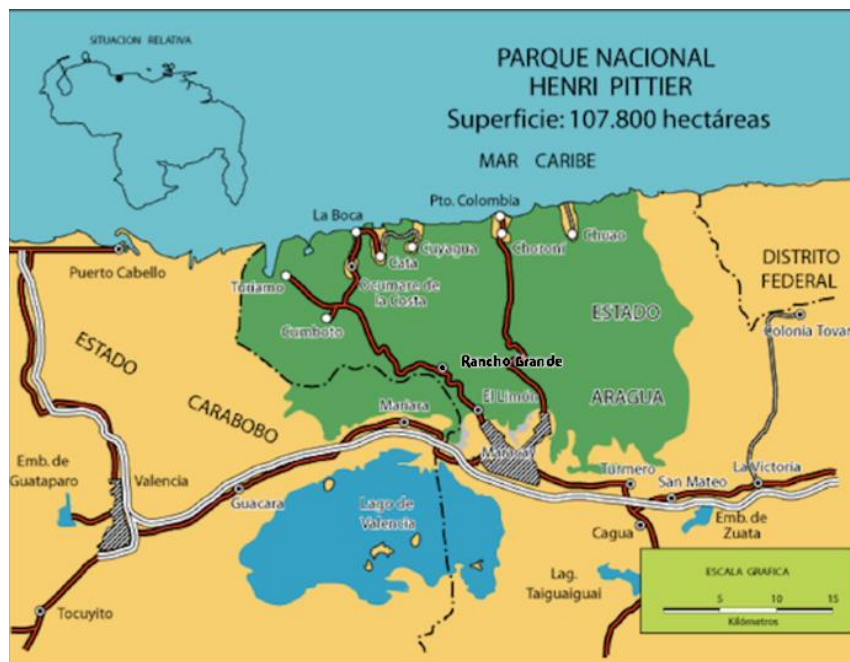 SITUACION RELATIVA
PARQUE NACIONAL
HENRI PITTIER
Superficie: 107.800 hectáreas
MAR CARIBE
Pto. Colombia
La Boca
Choroní
Chuao
Cuyagua
Cata
Puerto Cabello
Turiamo
Ocumare de
la Costa
DISTRITO
FEDERAL
Cumboto
ESTADO
Colonia Tovar
ESTADO
CARABOBO
Rancho Grande
El Limón
ARAGUA
Mariara
Maracay
Emb. de
Guataparo
Valencia
Guacara
Lago de
Valencia
Turmero
San Mateo
La Victoria
Cagua
Emb. de
Zuata
Lag.
Taiguaiguai
Tocuyito
ESCALA GRAFICA
5 10 15
Kilómetros